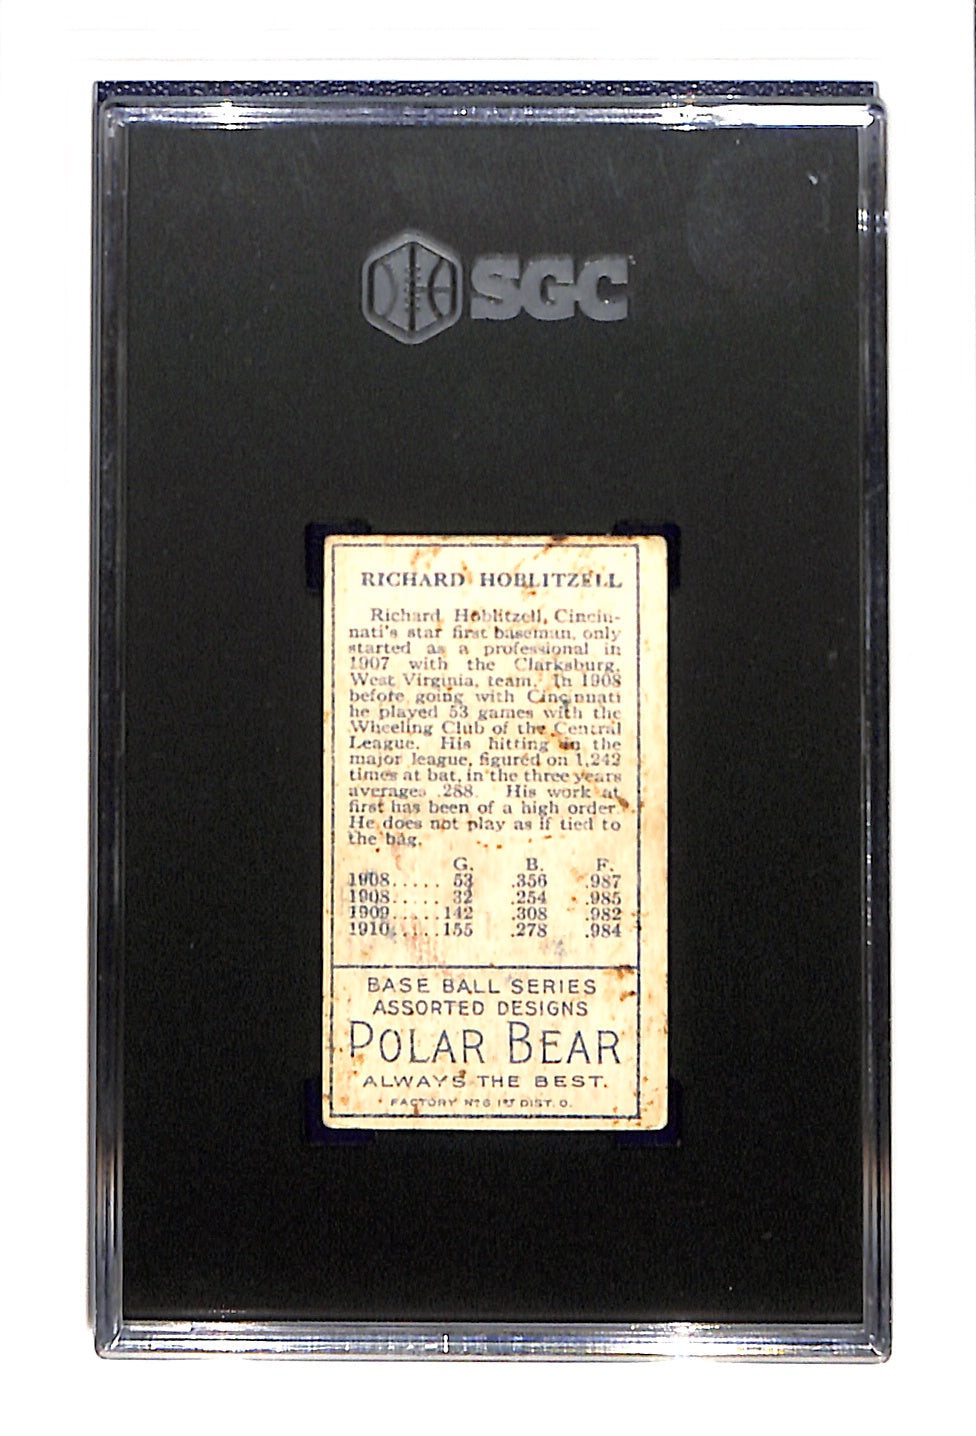 SGC
RICHARD HOBLITZELL
Richard Hoblitzell, Cincin-
nati's star first baseman, only
started as a professional in
1907 with the Clarksburg,
West Virginia, team. In 1908
before going with Cincinnati
he played 53 games with the
Wheeling Club of the Central
League. His hitting in the
major league, figured on 1,242
times at bat, in the three years
averages .288. His work at
first has been of a high order.
He does not play as if tied to
the bag.
G. B. F.
1908..... 53 .356 .987
1908..... 32 .254 .985
1909.....142 .308 .982
1910.....155 .278 .984
BASE BALL SERIES
ASSORTED DESIGNS
POLAR BEAR
ALWAYS THE BEST.
FACTORY Nº 6 1ST DIST. O.